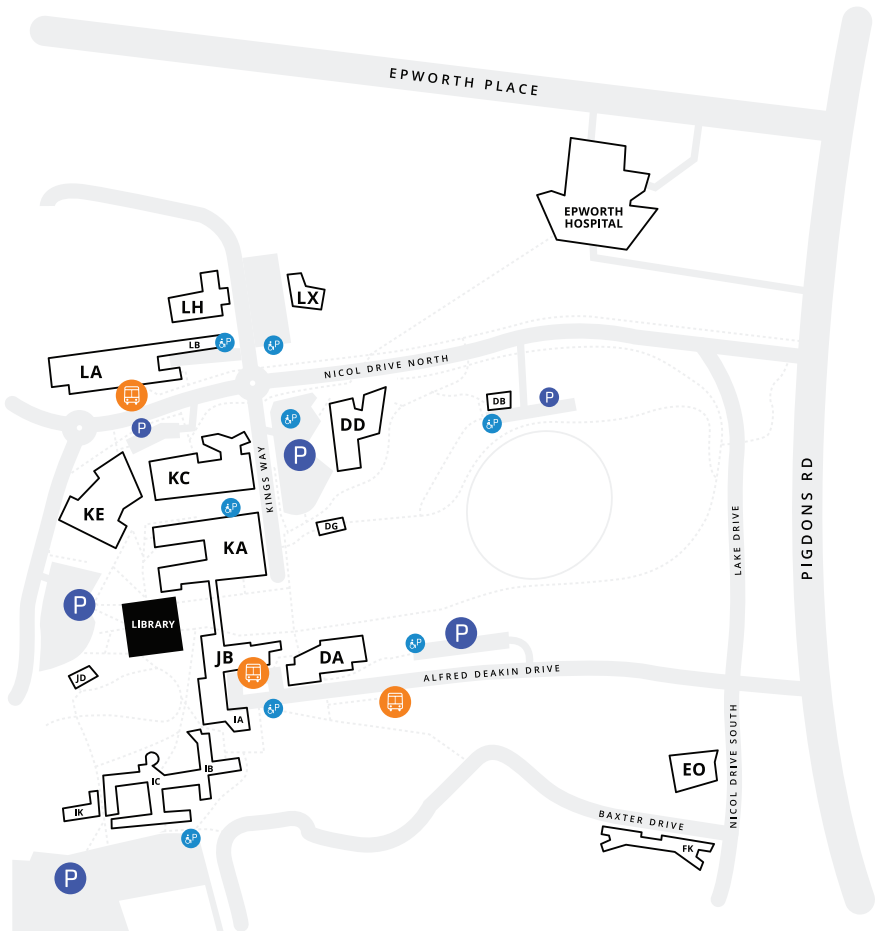 EPWORTH PLACE
EPWORTH
HOSPITAL
LH
LX
LB
P
P
LA
NICOL DRIVE NORTH
DB
P
P
P
P
DD
P
KC
KINGS WAY
KE
P
DG
KA
LAKE DRIVE
PIGDONS RD
P
LIBRARY
P
P
JB
DA
JD
ALFRED DEAKIN DRIVE
P
IA
NICOL DRIVE SOUTH
IB
IC
EO
IK
BAXTER DRIVE
P
FK
P